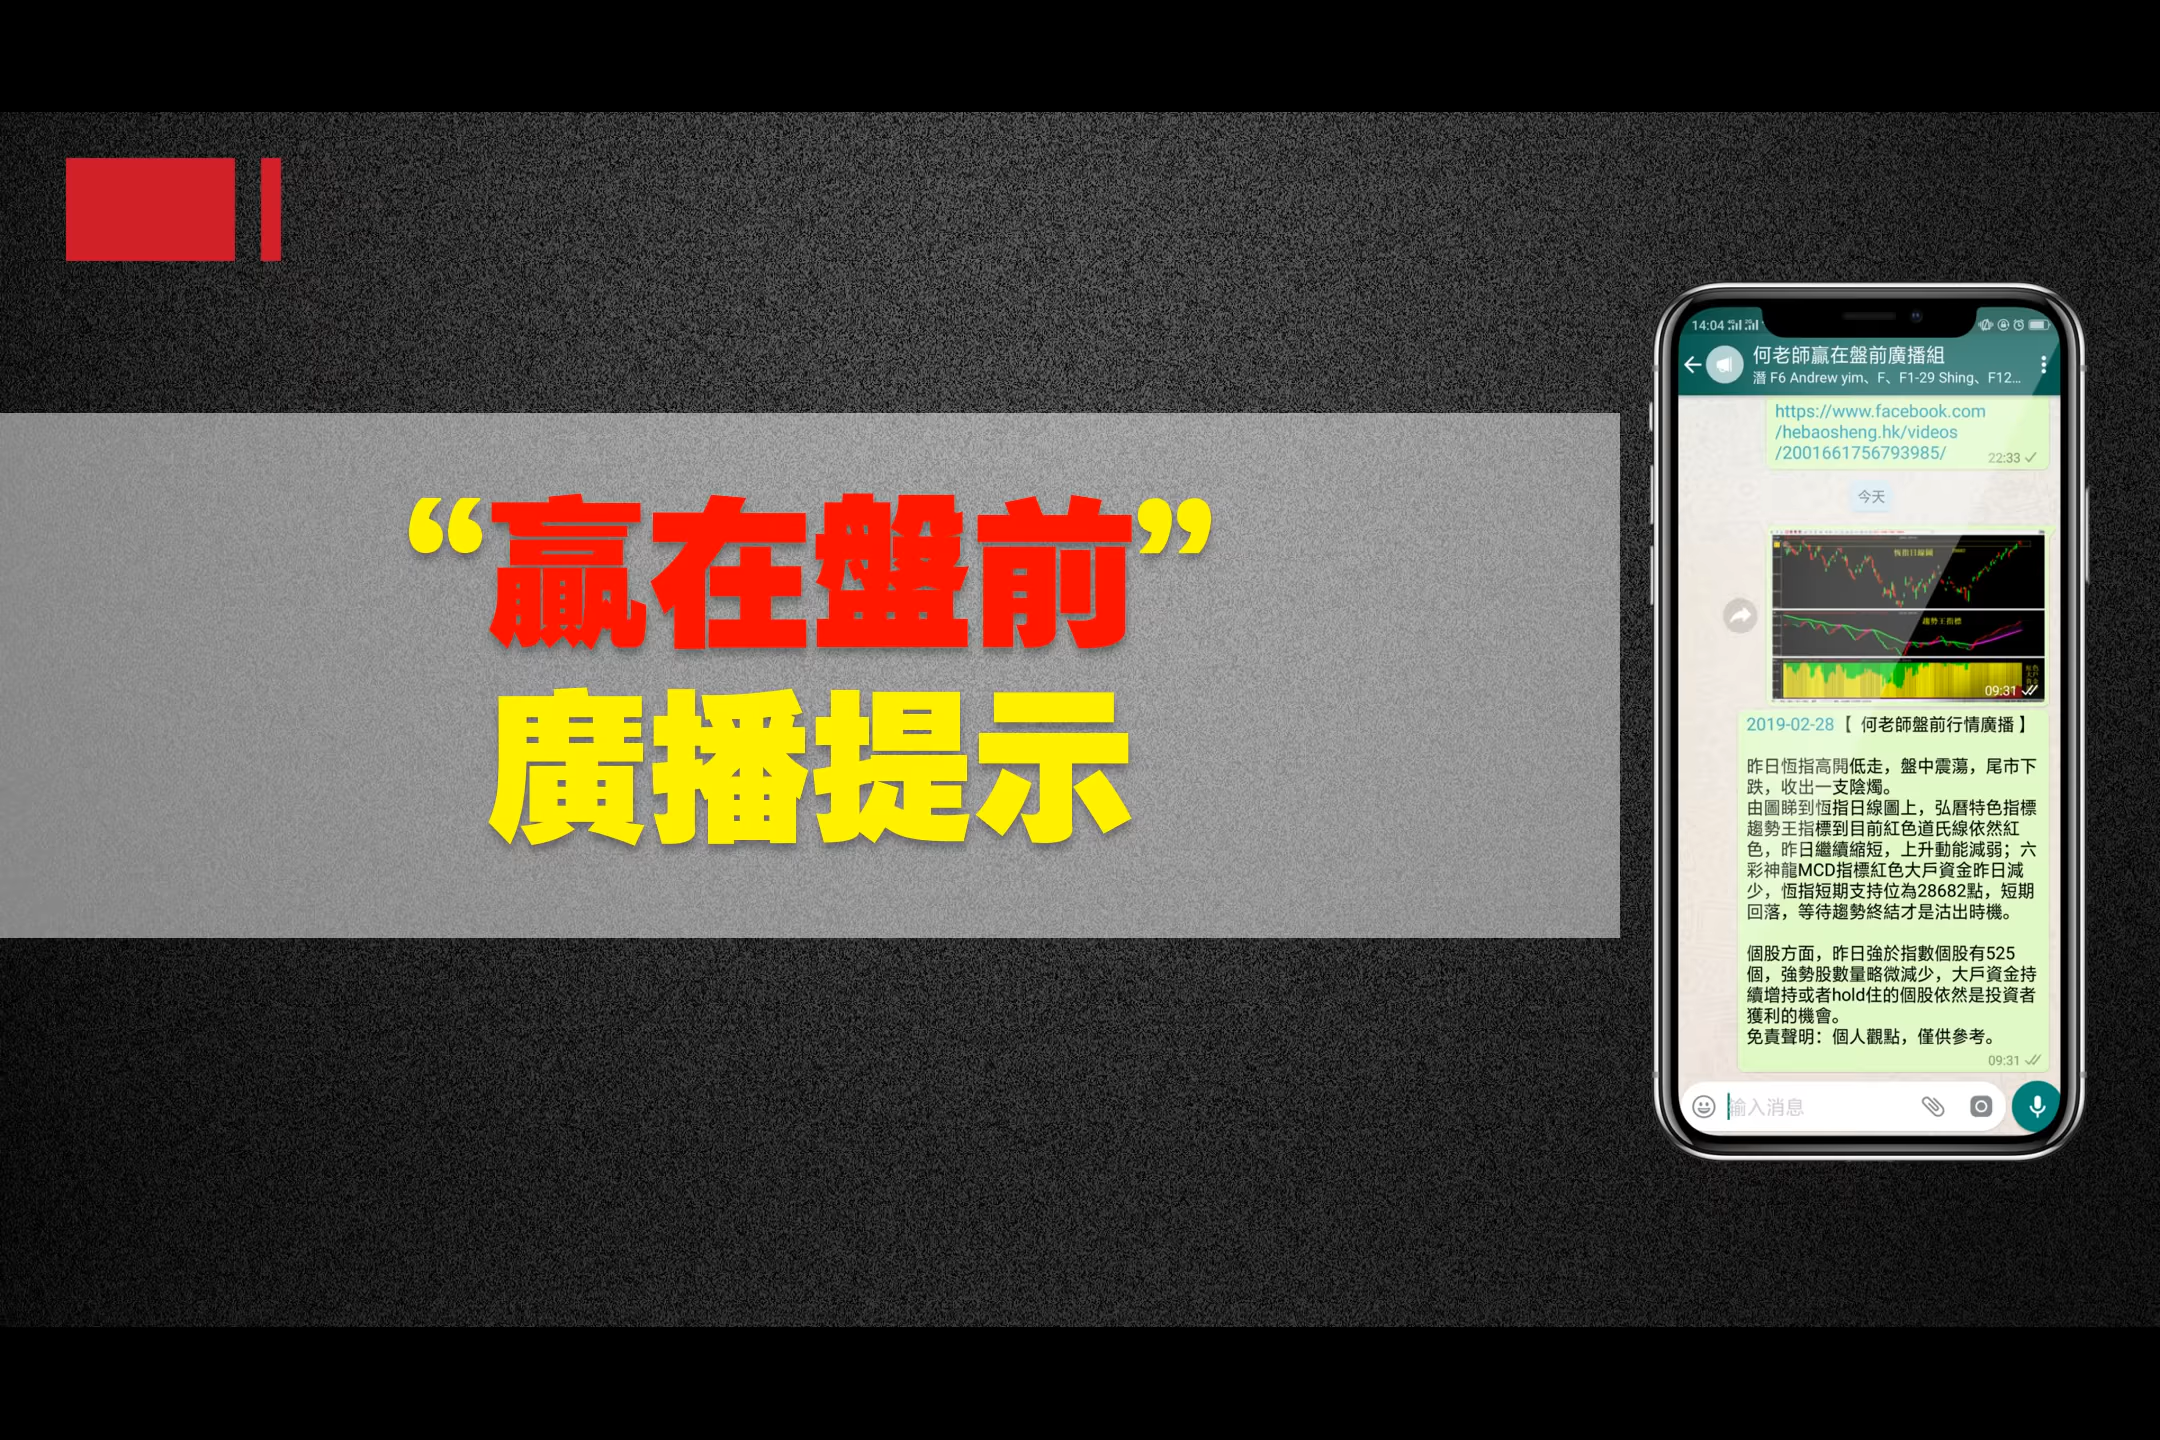 “贏在盤前”
廣播提示
14:04
何老師贏在盤前廣播組
潛 F6 Andrew yim、F、F1-29 Shing、F12...
https://www.facebook.com
/hebaosheng.hk/videos
/2001661756793985/
22:33
今天
恆指日線圖
趨勢王指標
09:31
2019-02-28【 何老師盤前行情廣播 】
昨日恆指高開低走，盤中震蕩，尾市下
跌，收出一支陰燭。
由圖睇到恆指日線圖上，弘曆特色指標
趨勢王指標到目前紅色道氏線依然紅
色，昨日繼續縮短，上升動能減弱；六
彩神龍MCD指標紅色大戶資金昨日減
少，恆指短期支持位為28682點，短期
回落，等待趨勢終結才是沽出時機。
個股方面，昨日強於指數個股有525
個，強勢股數量略微減少，大戶資金持
續增持或者hold住的個股依然是投資者
獲利的機會。
免責聲明：個人觀點，僅供參考。
09:31
输入消息